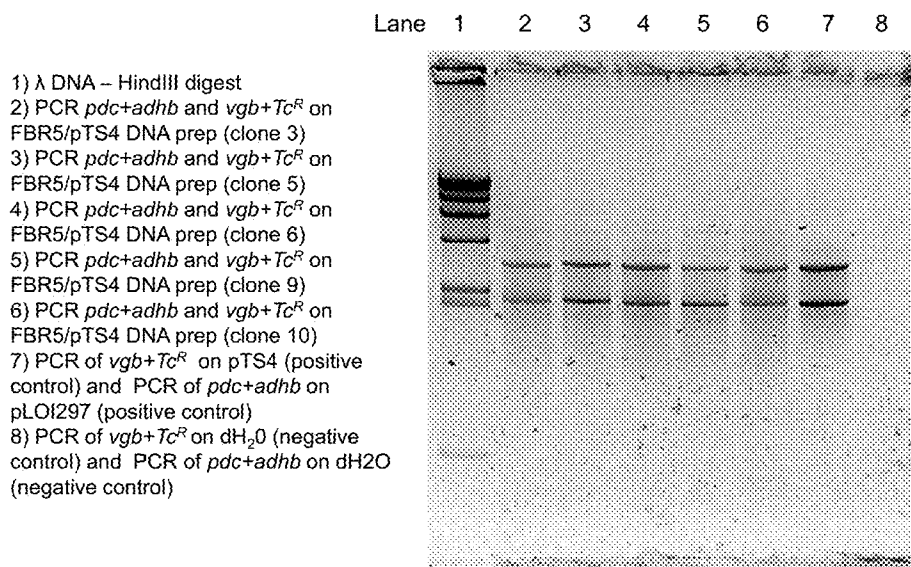 Lane 1 2 3 4 5 6 7 8
1) λ DNA – HindIII digest
2) PCR pdc+adhb and vgb+Tcᴿ on
FBR5/pTS4 DNA prep (clone 3)
3) PCR pdc+adhb and vgb+Tcᴿ on
FBR5/pTS4 DNA prep (clone 5)
4) PCR pdc+adhb and vgb+Tcᴿ on
FBR5/pTS4 DNA prep (clone 6)
5) PCR pdc+adhb and vgb+Tcᴿ on
FBR5/pTS4 DNA prep (clone 9)
6) PCR pdc+adhb and vgb+Tcᴿ on
FBR5/pTS4 DNA prep (clone 10)
7) PCR of vgb+Tcᴿ on pTS4 (positive
control) and PCR of pdc+adhb on
pLOI297 (positive control)
8) PCR of vgb+Tcᴿ on dH₂0 (negative
control) and PCR of pdc+adhb on dH2O
(negative control)